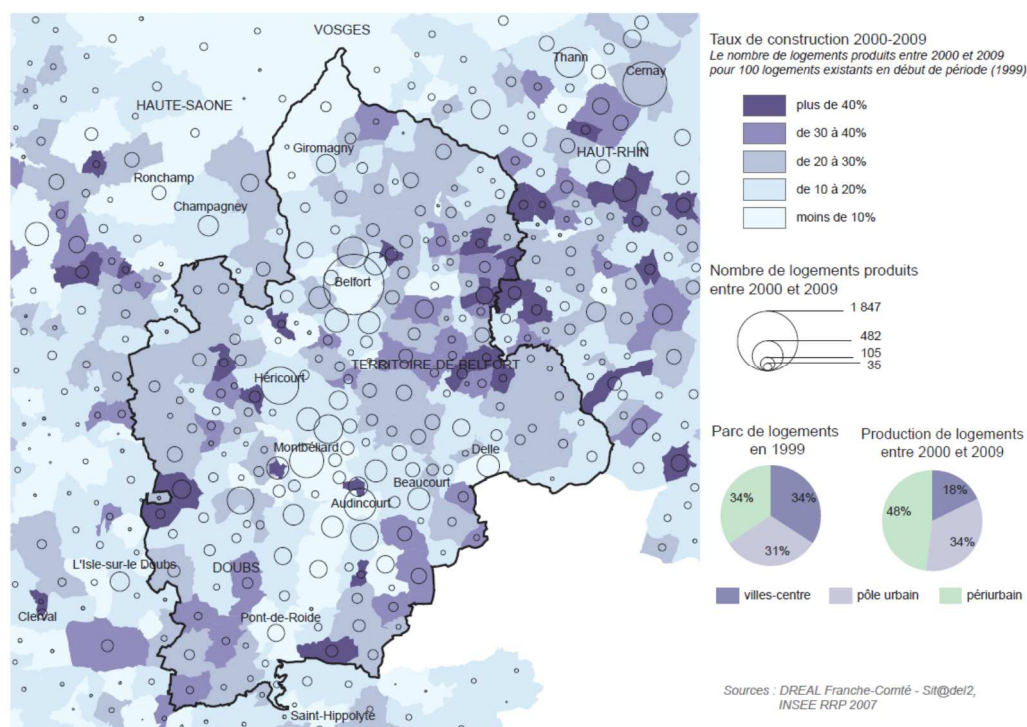 VOSGES
Thann
Cernay
HAUTE-SAONE
Giromagny
HAUT-RHIN
Ronchamp
Champagney
Belfort
TERRITOIRE DE BELFORT
Héricourt
Montbéliard
Delle
Beaucourt
Audincourt
L'Isle-sur-le Doubs
DOUBS
Clerval
Pont-de-Roide
Saint-Hippolyte
Taux de construction 2000-2009
Le nombre de logements produits entre 2000 et 2009
pour 100 logements existants en début de période (1999)
plus de 40%
de 30 à 40%
de 20 à 30%
de 10 à 20%
moins de 10%
Nombre de logements produits
entre 2000 et 2009
1 847
482
105
35
Parc de logements
en 1999
34%
34%
31%
Production de logements
entre 2000 et 2009
18%
48%
34%
villes-centre
pôle urbain
périurbain
Sources : DREAL Franche-Comté - Sit@del2,
INSEE RRP 2007